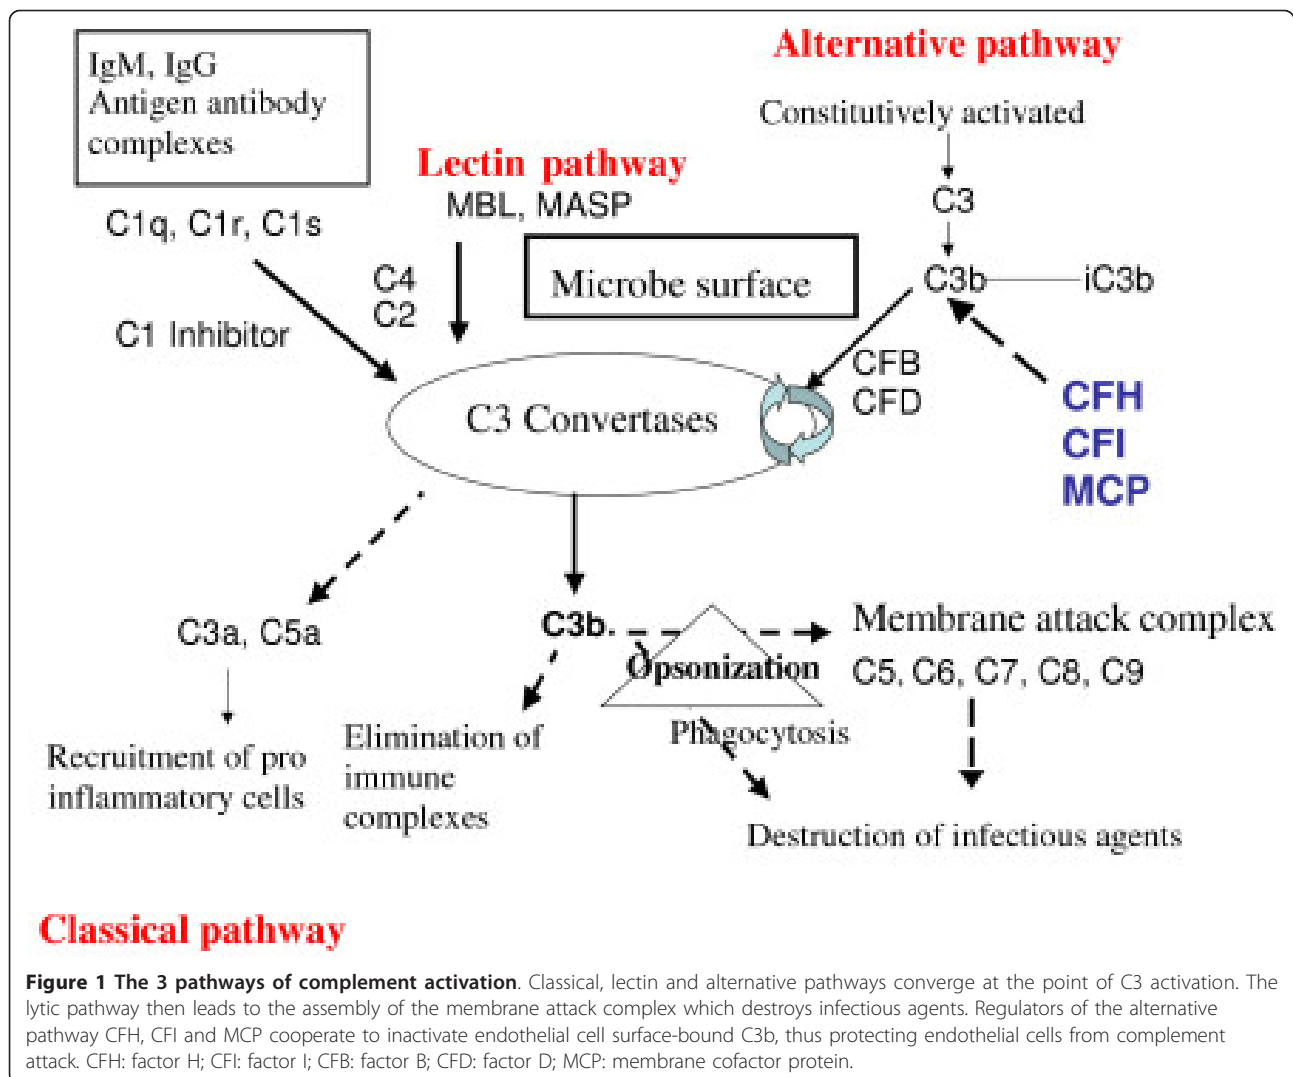 Alternative pathway
IgM, IgG
Antigen antibody
complexes
Constitutively activated
Lectin pathway
MBL, MASP
C3
C1q, C1r, C1s
C4
C2
Microbe surface
C3b
iC3b
C1 Inhibitor
CFB
CFD
CFH
CFI
MCP
C3 Convertases
C3a, C5a
C3b
Membrane attack complex
Opsonization
C5, C6, C7, C8, C9
Phagocytosis
Recruitment of pro
inflammatory cells
Elimination of
immune
complexes
Destruction of infectious agents
Classical pathway
Figure 1 The 3 pathways of complement activation. Classical, lectin and alternative pathways converge at the point of C3 activation. The
lytic pathway then leads to the assembly of the membrane attack complex which destroys infectious agents. Regulators of the alternative
pathway CFH, CFI and MCP cooperate to inactivate endothelial cell surface-bound C3b, thus protecting endothelial cells from complement
attack. CFH: factor H; CFI: factor I; CFB: factor B; CFD: factor D; MCP: membrane cofactor protein.